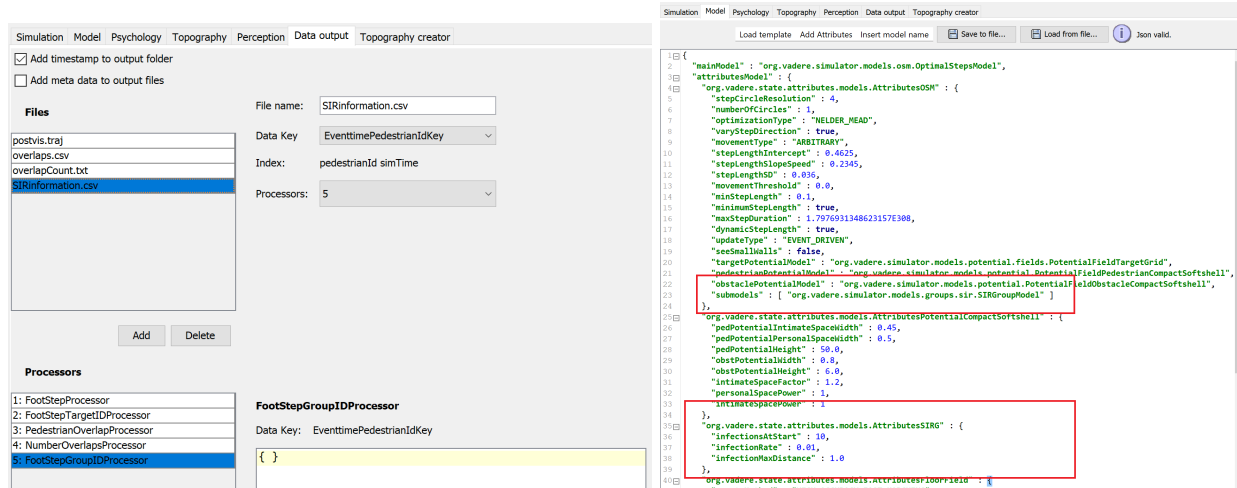 Simulation Model Psychology Topography Perception Data output Topography creator
Add timestamp to output folder
Add meta data to output files
Files
postvis.traj
overlaps.csv
overlapCount.txt
SIRinformation.csv
File name: SIRinformation.csv
Data Key EventtimePedestrianIdKey
Index: pedestrianId simTime
Processors: 5
Add Delete
Processors
1: FootStepProcessor
2: FootStepTargetIDProcessor
3: PedestrianOverlapProcessor
4: NumberOverlapsProcessor
5: FootStepGroupIDProcessor
FootStepGroupIDProcessor
Data Key: EventtimePedestrianIdKey
{ }
Simulation Model Psychology Topography Perception Data output Topography creator
Load template Add Attributes Insert model name Save to file... Load from file... i Json valid.
1 {
2 "mainModel" : "org.vadere.simulator.models.osm.OptimalStepsModel",
3 "attributesModel" : {
4 "org.vadere.state.attributes.models.AttributesOSM" : {
5 "stepCircleResolution" : 4,
6 "numberOfCircles" : 1,
7 "optimizationType" : "NELDER_MEAD",
8 "varyStepDirection" : true,
9 "movementType" : "ARBITRARY",
10 "stepLengthIntercept" : 0.4625,
11 "stepLengthSlopeSpeed" : 0.2345,
12 "stepLengthSD" : 0.036,
13 "movementThreshold" : 0.0,
14 "minStepLength" : 0.1,
15 "minimumStepLength" : true,
16 "maxStepDuration" : 1.7976931348623157E308,
17 "dynamicStepLength" : true,
18 "updateType" : "EVENT_DRIVEN",
19 "seeSmallWalls" : false,
20 "targetPotentialModel" : "org.vadere.simulator.models.potential.fields.PotentialFieldTargetGrid",
21 "pedestrianPotentialModel" : "org.vadere.simulator.models.potential.PotentialFieldPedestrianCompactSoftshell",
22 "obstaclePotentialModel" : "org.vadere.simulator.models.potential.PotentialFieldObstacleCompactSoftshell",
23 "submodels" : [ "org.vadere.simulator.models.groups.sir.SIRGroupModel" ]
24 },
25 "org.vadere.state.attributes.models.AttributesPotentialCompactSoftshell" : {
26 "pedPotentialIntimateSpaceWidth" : 0.45,
27 "pedPotentialPersonalSpaceWidth" : 0.5,
28 "pedPotentialHeight" : 50.0,
29 "obstPotentialWidth" : 0.8,
30 "obstPotentialHeight" : 6.0,
31 "intimateSpaceFactor" : 1.2,
32 "personalSpacePower" : 1,
33 "intimateSpacePower" : 1
34 },
35 "org.vadere.state.attributes.models.AttributesSIRG" : {
36 "infectionsAtStart" : 10,
37 "infectionRate" : 0.01,
38 "infectionMaxDistance" : 1.0
39 },
40 "org.vadere.state.attributes.models.AttributesFloorField" : {